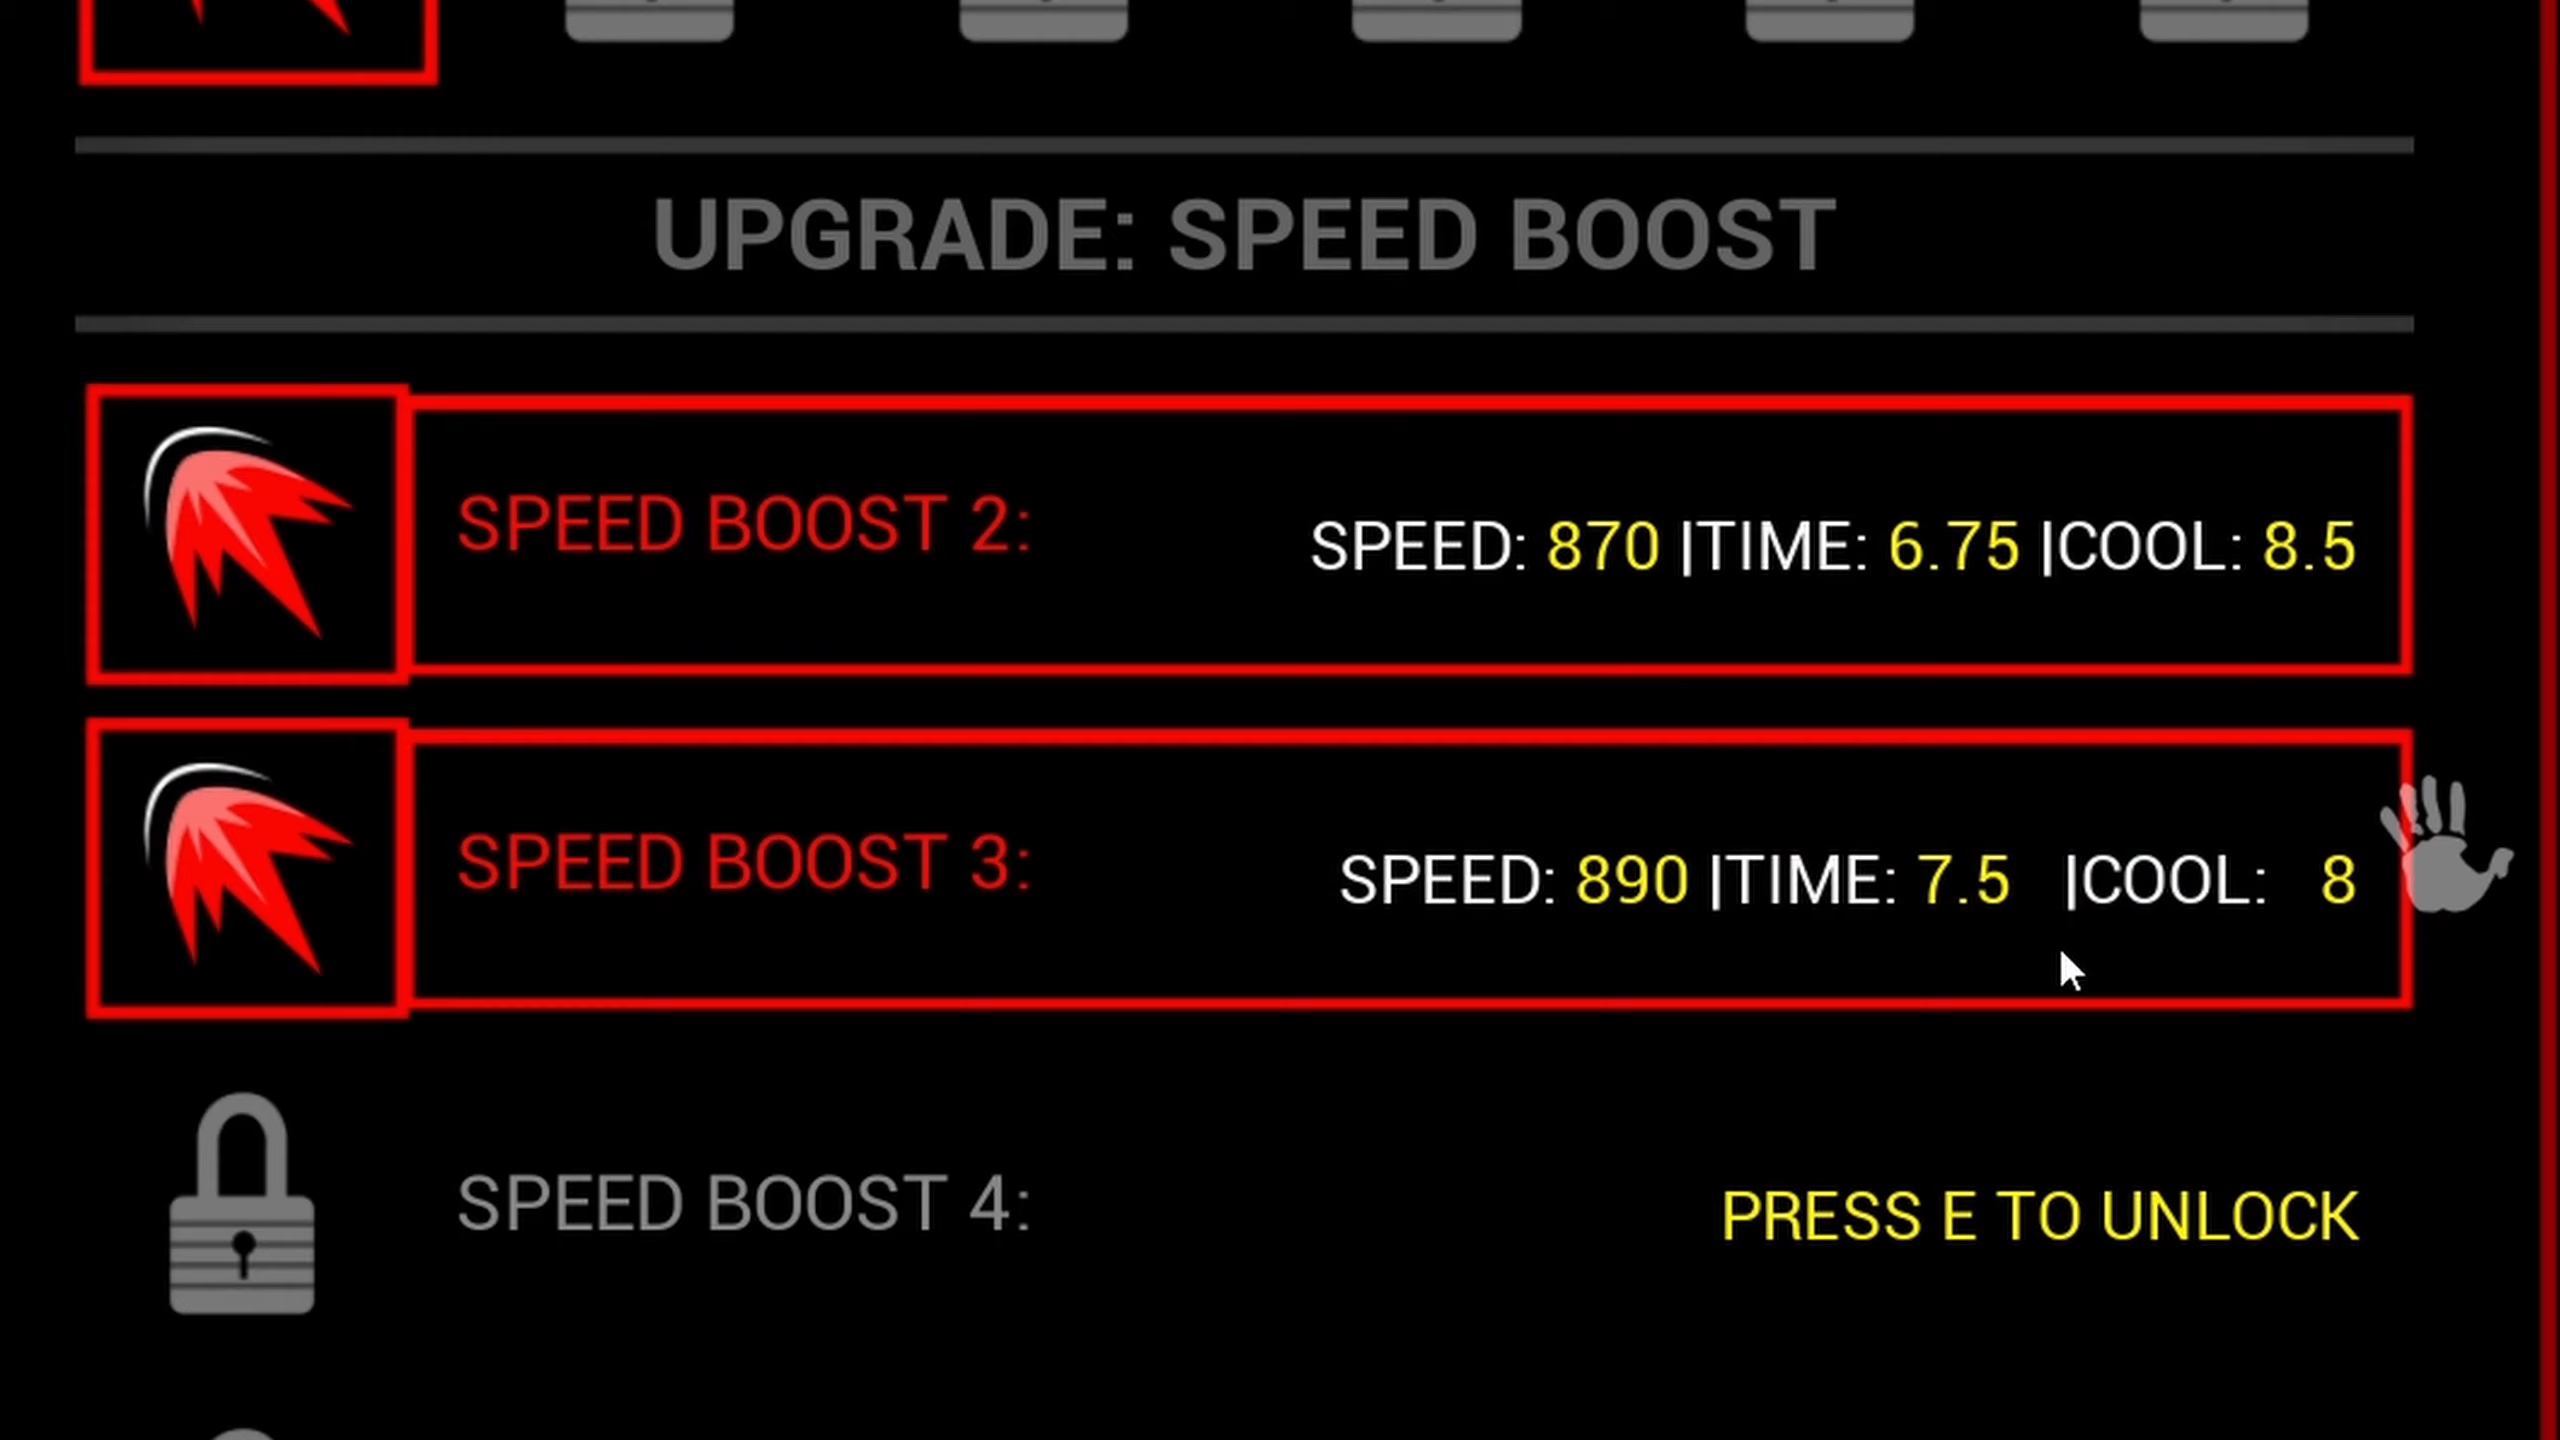 UPGRADE: SPEED BOOST
SPEED BOOST 2: SPEED: 870 |TIME: 6.75 |COOL: 8.5
SPEED BOOST 3: SPEED: 890 |TIME: 7.5 |COOL: 8
SPEED BOOST 4: PRESS E TO UNLOCK